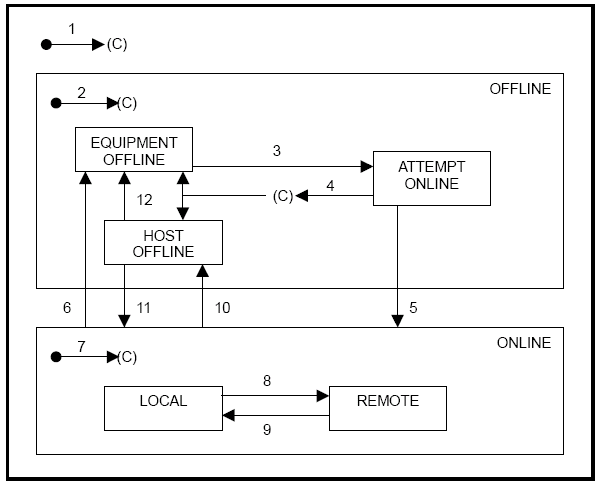 1
(C)
OFFLINE
2
(C)
EQUIPMENT
OFFLINE
3
ATTEMPT
ONLINE
12
(C)
4
HOST
OFFLINE
6
11
10
5
ONLINE
7
(C)
LOCAL
8
REMOTE
9